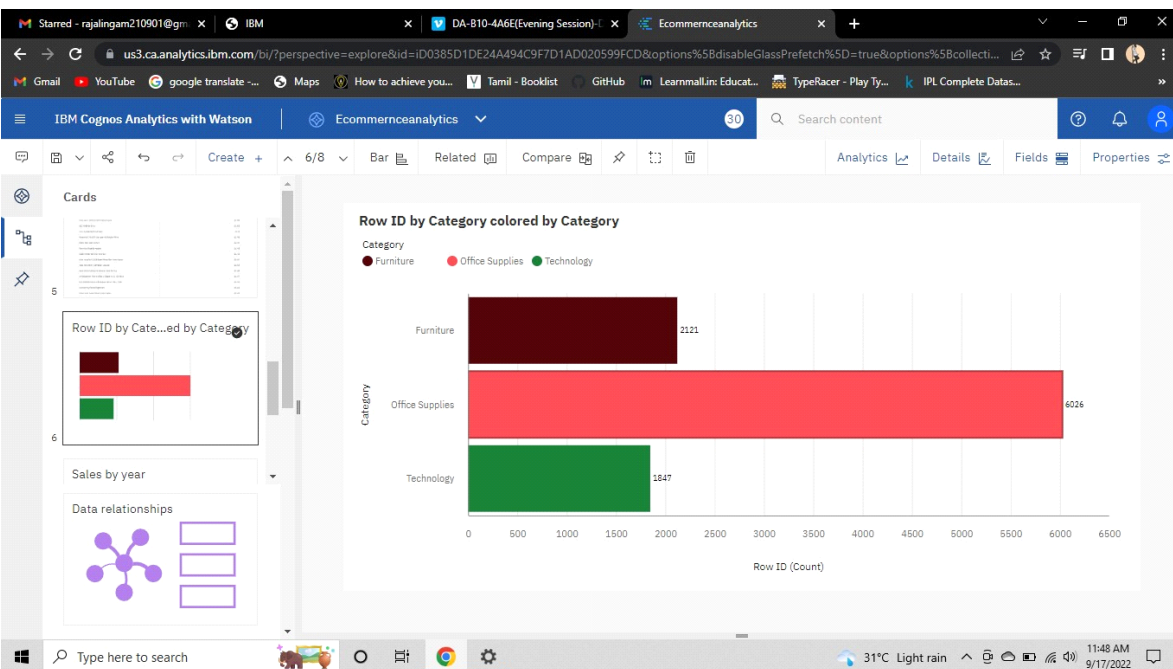 Starred - rajalingam210901@gm
IBM
DA-B10-4A6E(Evening Session)-D
Ecommernceanalytics
us3.ca.analytics.ibm.com/bi/?perspective=explore&id=iD0385D1DE24A494C9F7D1AD020599FCD&options%5BdisableGlassPrefetch%5D=true&options%5Bcollecti...
Gmail YouTube google translate -... Maps How to achieve you... Tamil - Booklist GitHub Learnmall.in: Educat... TypeRacer - Play Ty... IPL Complete Datas... »
IBM Cognos Analytics with Watson
Ecommernceanalytics
30
Search content
Create +
6/8
Bar
Related
Compare
Analytics
Details
Fields
Properties
Cards
5
Row ID by Cate...ed by Category
6
Sales by year
Data relationships
Row ID by Category colored by Category
Category
Furniture Office Supplies Technology
Category
Furniture 2121
Office Supplies 6026
Technology 1847
0 500 1000 1500 2000 2500 3000 3500 4000 4500 5000 5500 6000 6500
Row ID (Count)
Type here to search
31°C Light rain
11:48 AM
9/17/2022